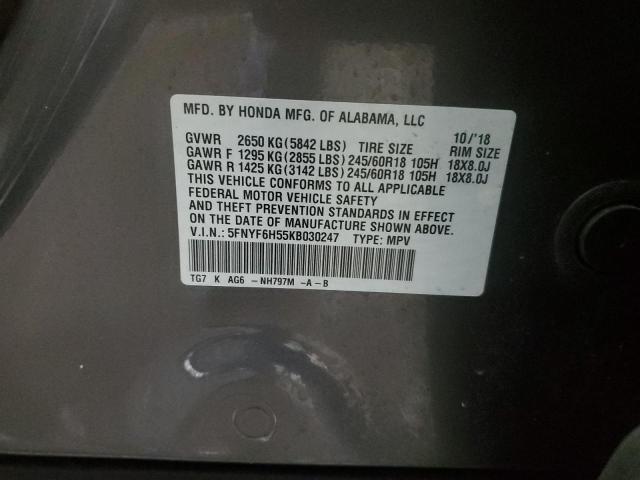 MFD. BY HONDA MFG. OF ALABAMA, LLC
10/'18
GVWR 2650 KG(5842 LBS) TIRE SIZE RIM SIZE
GAWR F 1295 KG(2855 LBS)245/60R18 105H 18X8.0J
GAWR R 1425 KG(3142 LBS)245/60R18 105H 18X8.0J
THIS VEHICLE CONFORMS TO ALL APPLICABLE
FEDERAL MOTOR VEHICLE SAFETY
AND THEFT PREVENTION STANDARDS IN EFFECT
ON THE DATE OF MANUFACTURE SHOWN ABOVE.
V.I.N.: 5FNYF6H55KB030247 TYPE: MPV
TG7 K AG6 -NH797M -A-B